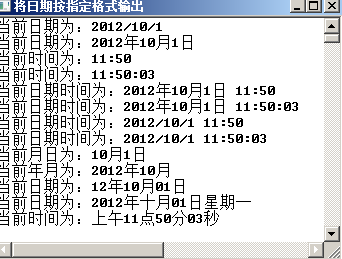 将日期按指定格式输出
当前日期为：2012/10/1
当前日期为：2012年10月1日
当前时间为：11:50
当前时间为：11:50:03
当前日期时间为：2012年10月1日 11:50
当前日期时间为：2012年10月1日 11:50:03
当前日期时间为：2012/10/1 11:50
当前日期时间为：2012/10/1 11:50:03
当前月日为：10月1日
当前年月为：2012年10月
当前日期为：12年10月01日
当前日期为：2012年十月01日星期一
当前时间为：上午11点50分03秒